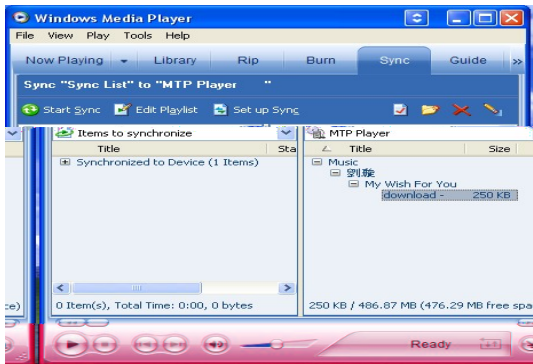 Windows Media Player
File View Play Tools Help
Now Playing Library Rip Burn Sync Guide »
Sync "Sync List" to "MTP Player "
Start Sync Edit Playlist Set up Sync
Items to synchronize
MTP Player
Title Sta
Title Size
Synchronized to Device (1 Items)
Music
My Wish For You
download - 250 KB
0 Item(s), Total Time: 0:00, 0 bytes
250 KB / 486.87 MB (476.29 MB free spa
Ready